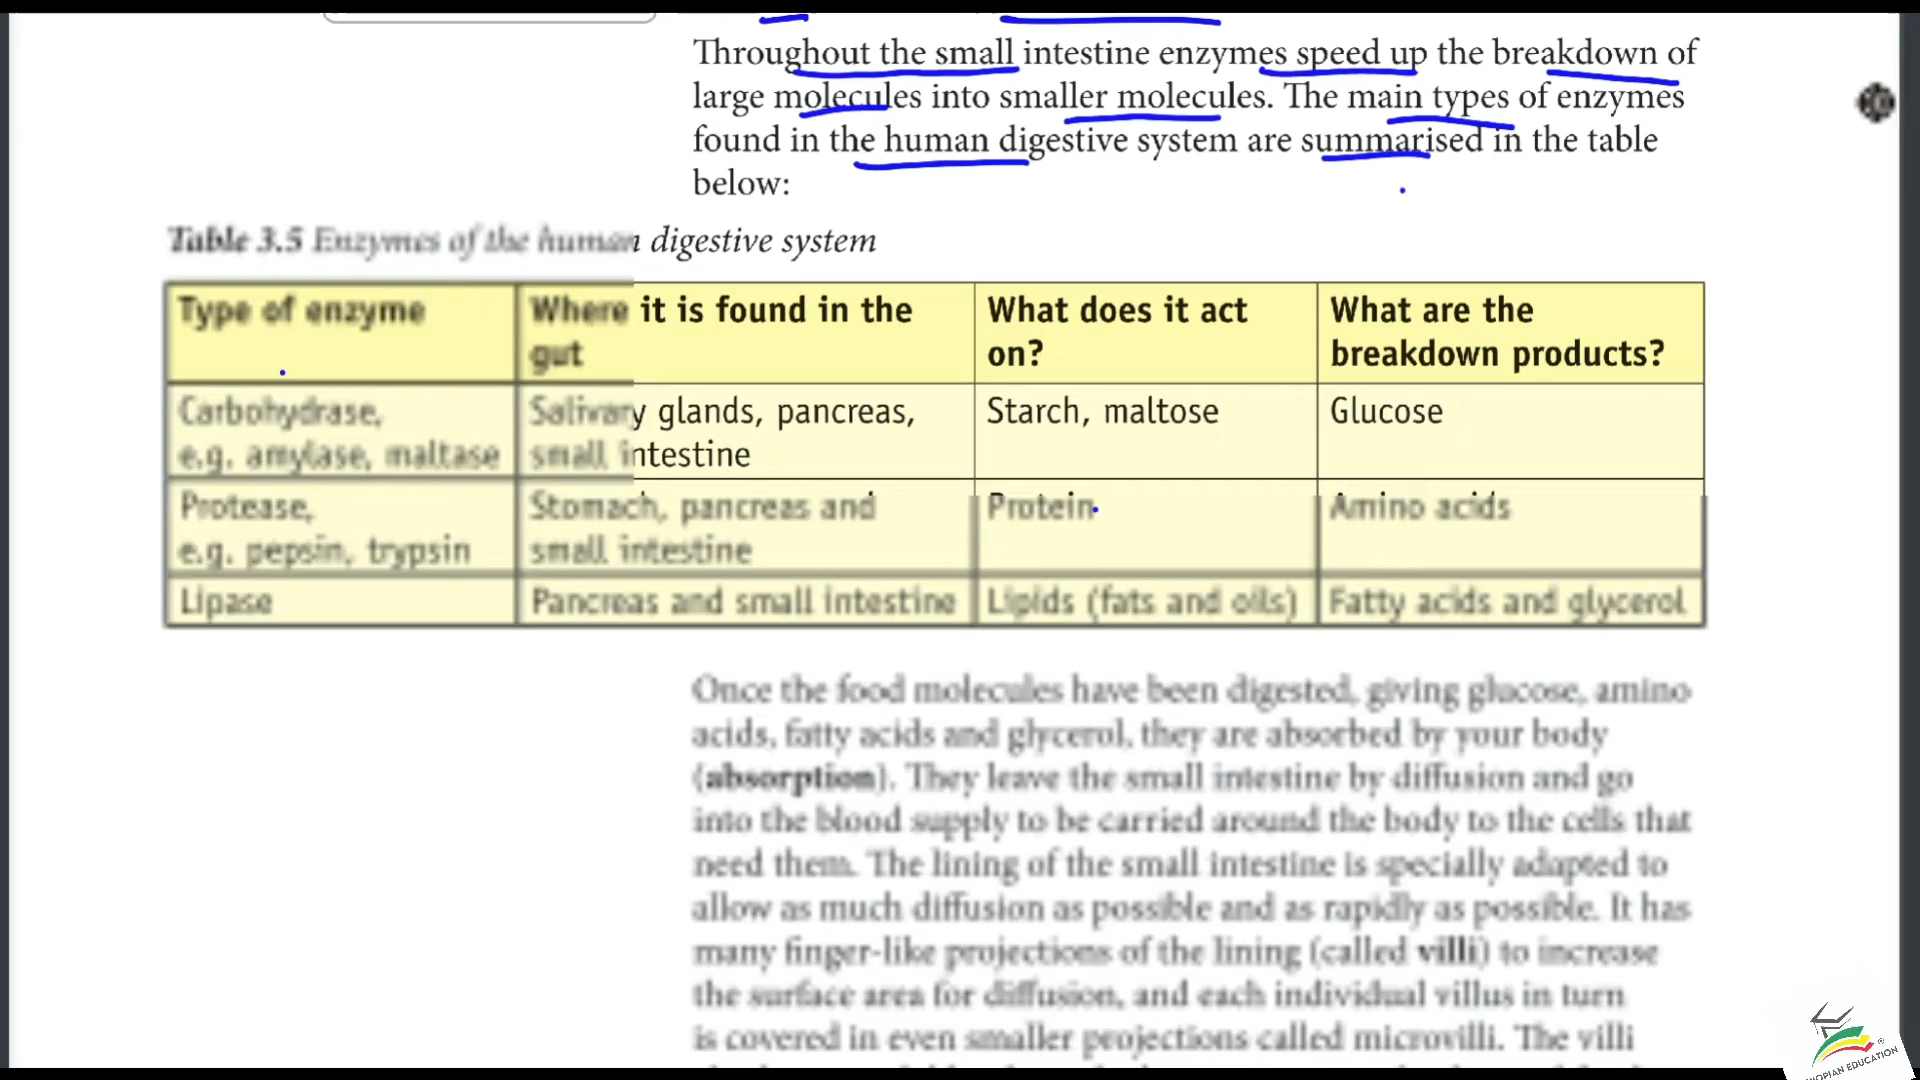 Throughout the small intestine enzymes speed up the breakdown of
large molecules into smaller molecules. The main types of enzymes
found in the human digestive system are summarised in the table
below:
Table 3.5 Enzymes of the human digestive system
Type of enzyme
Where it is found in the
gut
What does it act
on?
What are the
breakdown products?
Carbohydrase,
e.g. amylase, maltase
Salivary glands, pancreas,
small intestine
Starch, maltose
Glucose
Protease,
e.g. pepsin, trypsin
Stomach, pancreas and
small intestine
Protein
Amino acids
Lipase
Pancreas and small intestine
Lipids (fats and oils)
Fatty acids and glycerol
Once the food molecules have been digested, giving glucose, amino
acids, fatty acids and glycerol, they are absorbed by your body
(absorption). They leave the small intestine by diffusion and go
into the blood supply to be carried around the body to the cells that
need them. The lining of the small intestine is specially adapted to
allow as much diffusion as possible and as rapidly as possible. It has
many finger-like projections of the lining (called villi) to increase
the surface area for diffusion, and each individual villus in turn
is covered in even smaller projections called microvilli. The villi
EDUCATION